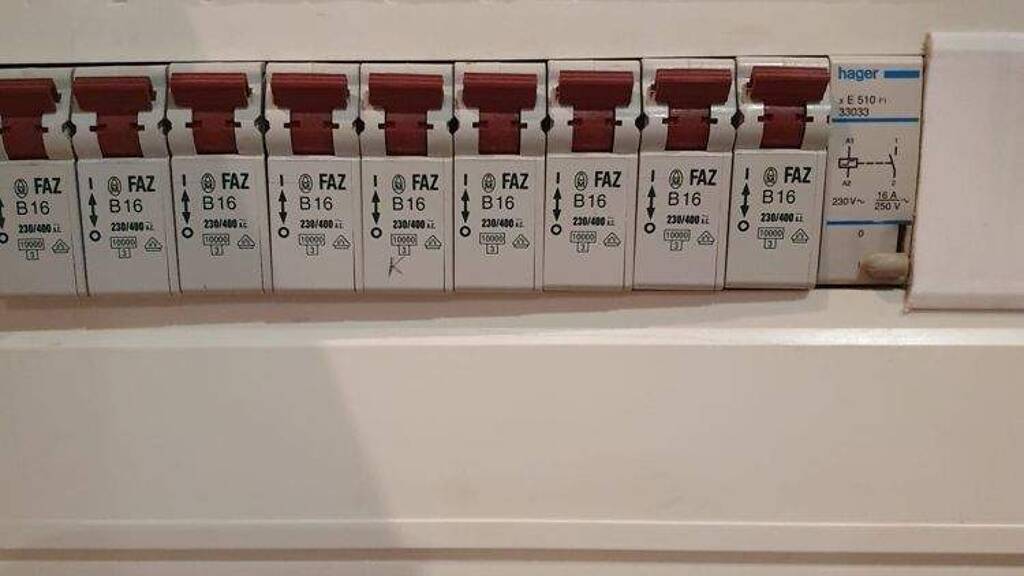 FAZ
B16
230/400 A.C.
10000
3
I FAZ
B16
230/400 A.C.
10000
3
I FAZ
B16
230/400 A.C.
10000
3
I FAZ
B16
230/400 A.C.
10000
3
I FAZ
B16
230/400 A.C.
10000
3
K
I FAZ
B16
230/400 A.C.
10000
3
I FAZ
B16
230/400 A.C.
10000
3
I FAZ
B16
230/400 A.C.
10000
3
I FAZ
B16
230/400 A.C.
10000
3
hager
E 510
33033
A1
A2 2
230V~ 16 A
250 V~
0